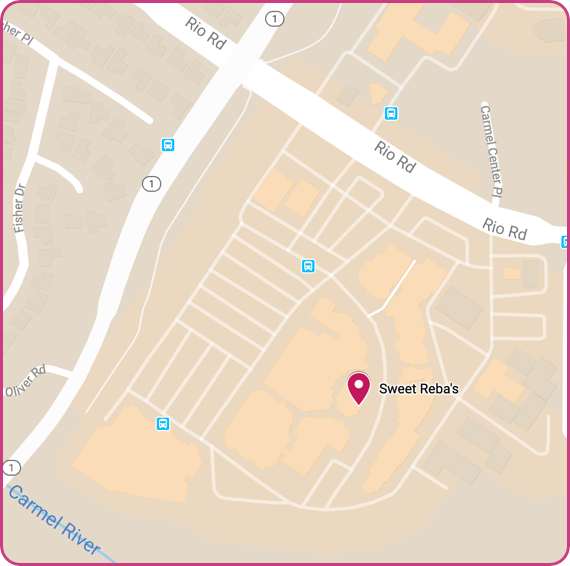 1
Rio Rd
her Pl
1
Rio Rd
Carmel Center Pl
Fisher Dr
Rio Rd
Oliver Rd
Sweet Reba's
1
Carmel River